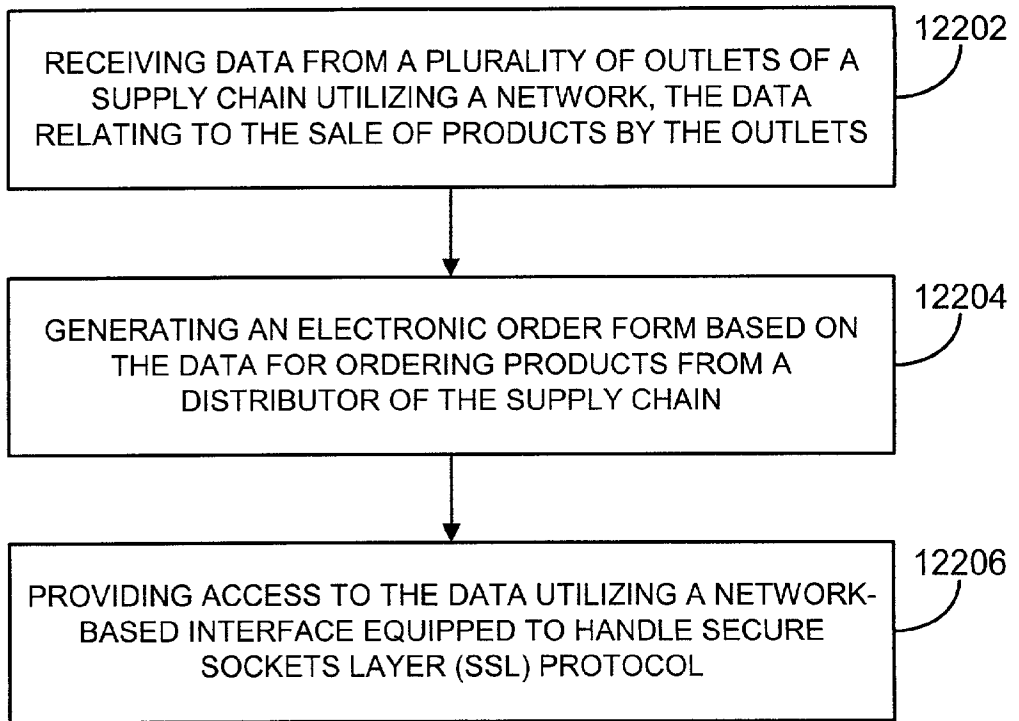 12202
RECEIVING DATA FROM A PLURALITY OF OUTLETS OF A
SUPPLY CHAIN UTILIZING A NETWORK, THE DATA
RELATING TO THE SALE OF PRODUCTS BY THE OUTLETS
12204
GENERATING AN ELECTRONIC ORDER FORM BASED ON
THE DATA FOR ORDERING PRODUCTS FROM A
DISTRIBUTOR OF THE SUPPLY CHAIN
12206
PROVIDING ACCESS TO THE DATA UTILIZING A NETWORK-
BASED INTERFACE EQUIPPED TO HANDLE SECURE
SOCKETS LAYER (SSL) PROTOCOL